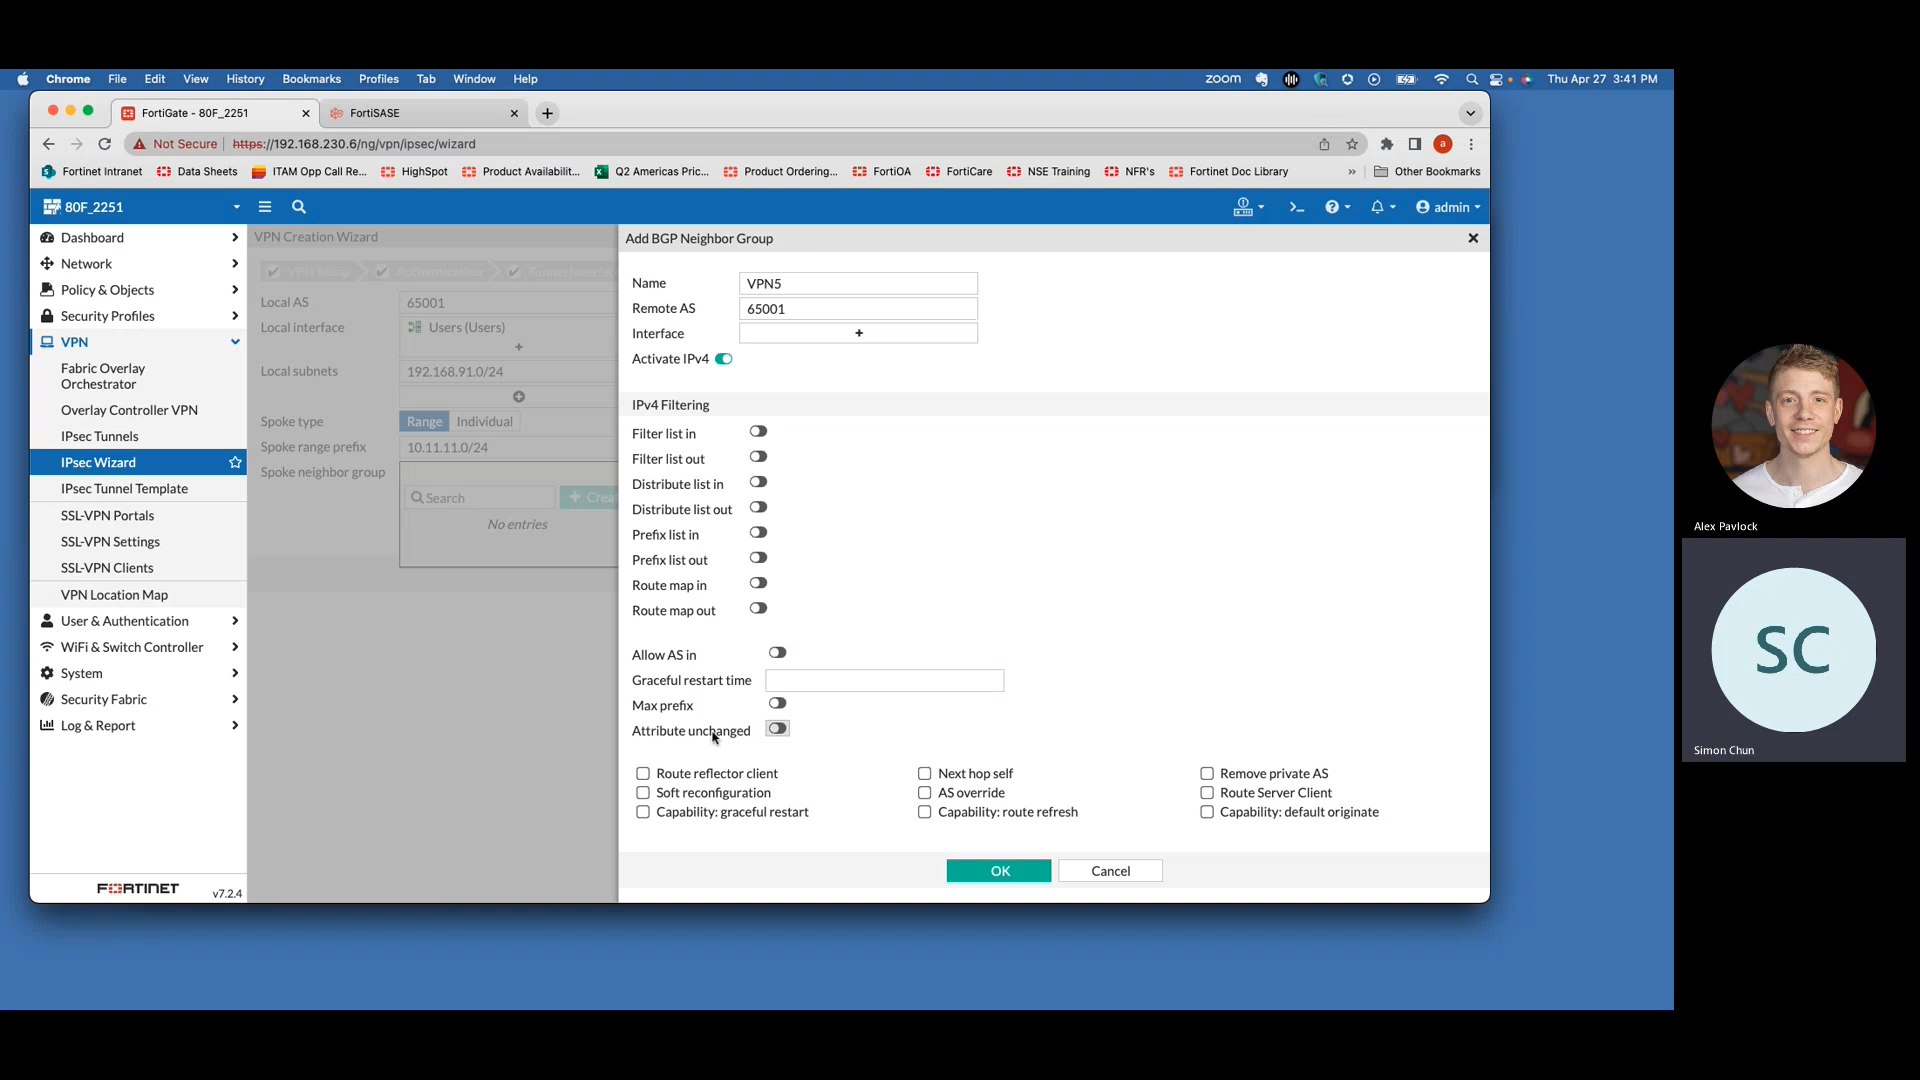 Chrome File Edit View History Bookmarks Profiles Tab Window Help
zoom Thu Apr 27 3:41 PM
FortiGate - 80F_2251
FortiSASE
Not Secure https://192.168.230.6/ng/vpn/ipsec/wizard
a
Fortinet Intranet Data Sheets ITAM Opp Call Re... HighSpot Product Availabilit... Q2 Americas Pric... Product Ordering... FortiOA FortiCare NSE Training NFR's Fortinet Doc Library » Other Bookmarks
80F_2251
admin
Dashboard
Network
Policy & Objects
Security Profiles
VPN
Fabric Overlay
Orchestrator
Overlay Controller VPN
IPsec Tunnels
IPsec Wizard
IPsec Tunnel Template
SSL-VPN Portals
SSL-VPN Settings
SSL-VPN Clients
VPN Location Map
User & Authentication
WiFi & Switch Controller
System
Security Fabric
Log & Report
FORTINET
v7.2.4
VPN Creation Wizard
VPN Setup Authentication Tunnel Interface
Local AS 65001
Local interface Users (Users)
Local subnets 192.168.91.0/24
Spoke type Range Individual
Spoke range prefix 10.11.11.0/24
Spoke neighbor group
Search + Crea
No entries
Add BGP Neighbor Group
Name VPN5
Remote AS 65001
Interface +
Activate IPv4
IPv4 Filtering
Filter list in
Filter list out
Distribute list in
Distribute list out
Prefix list in
Prefix list out
Route map in
Route map out
Allow AS in
Graceful restart time
Max prefix
Attribute unchanged
Route reflector client Next hop self Remove private AS
Soft reconfiguration AS override Route Server Client
Capability: graceful restart Capability: route refresh Capability: default originate
OK Cancel
Alex Pavlock
SC
Simon Chun